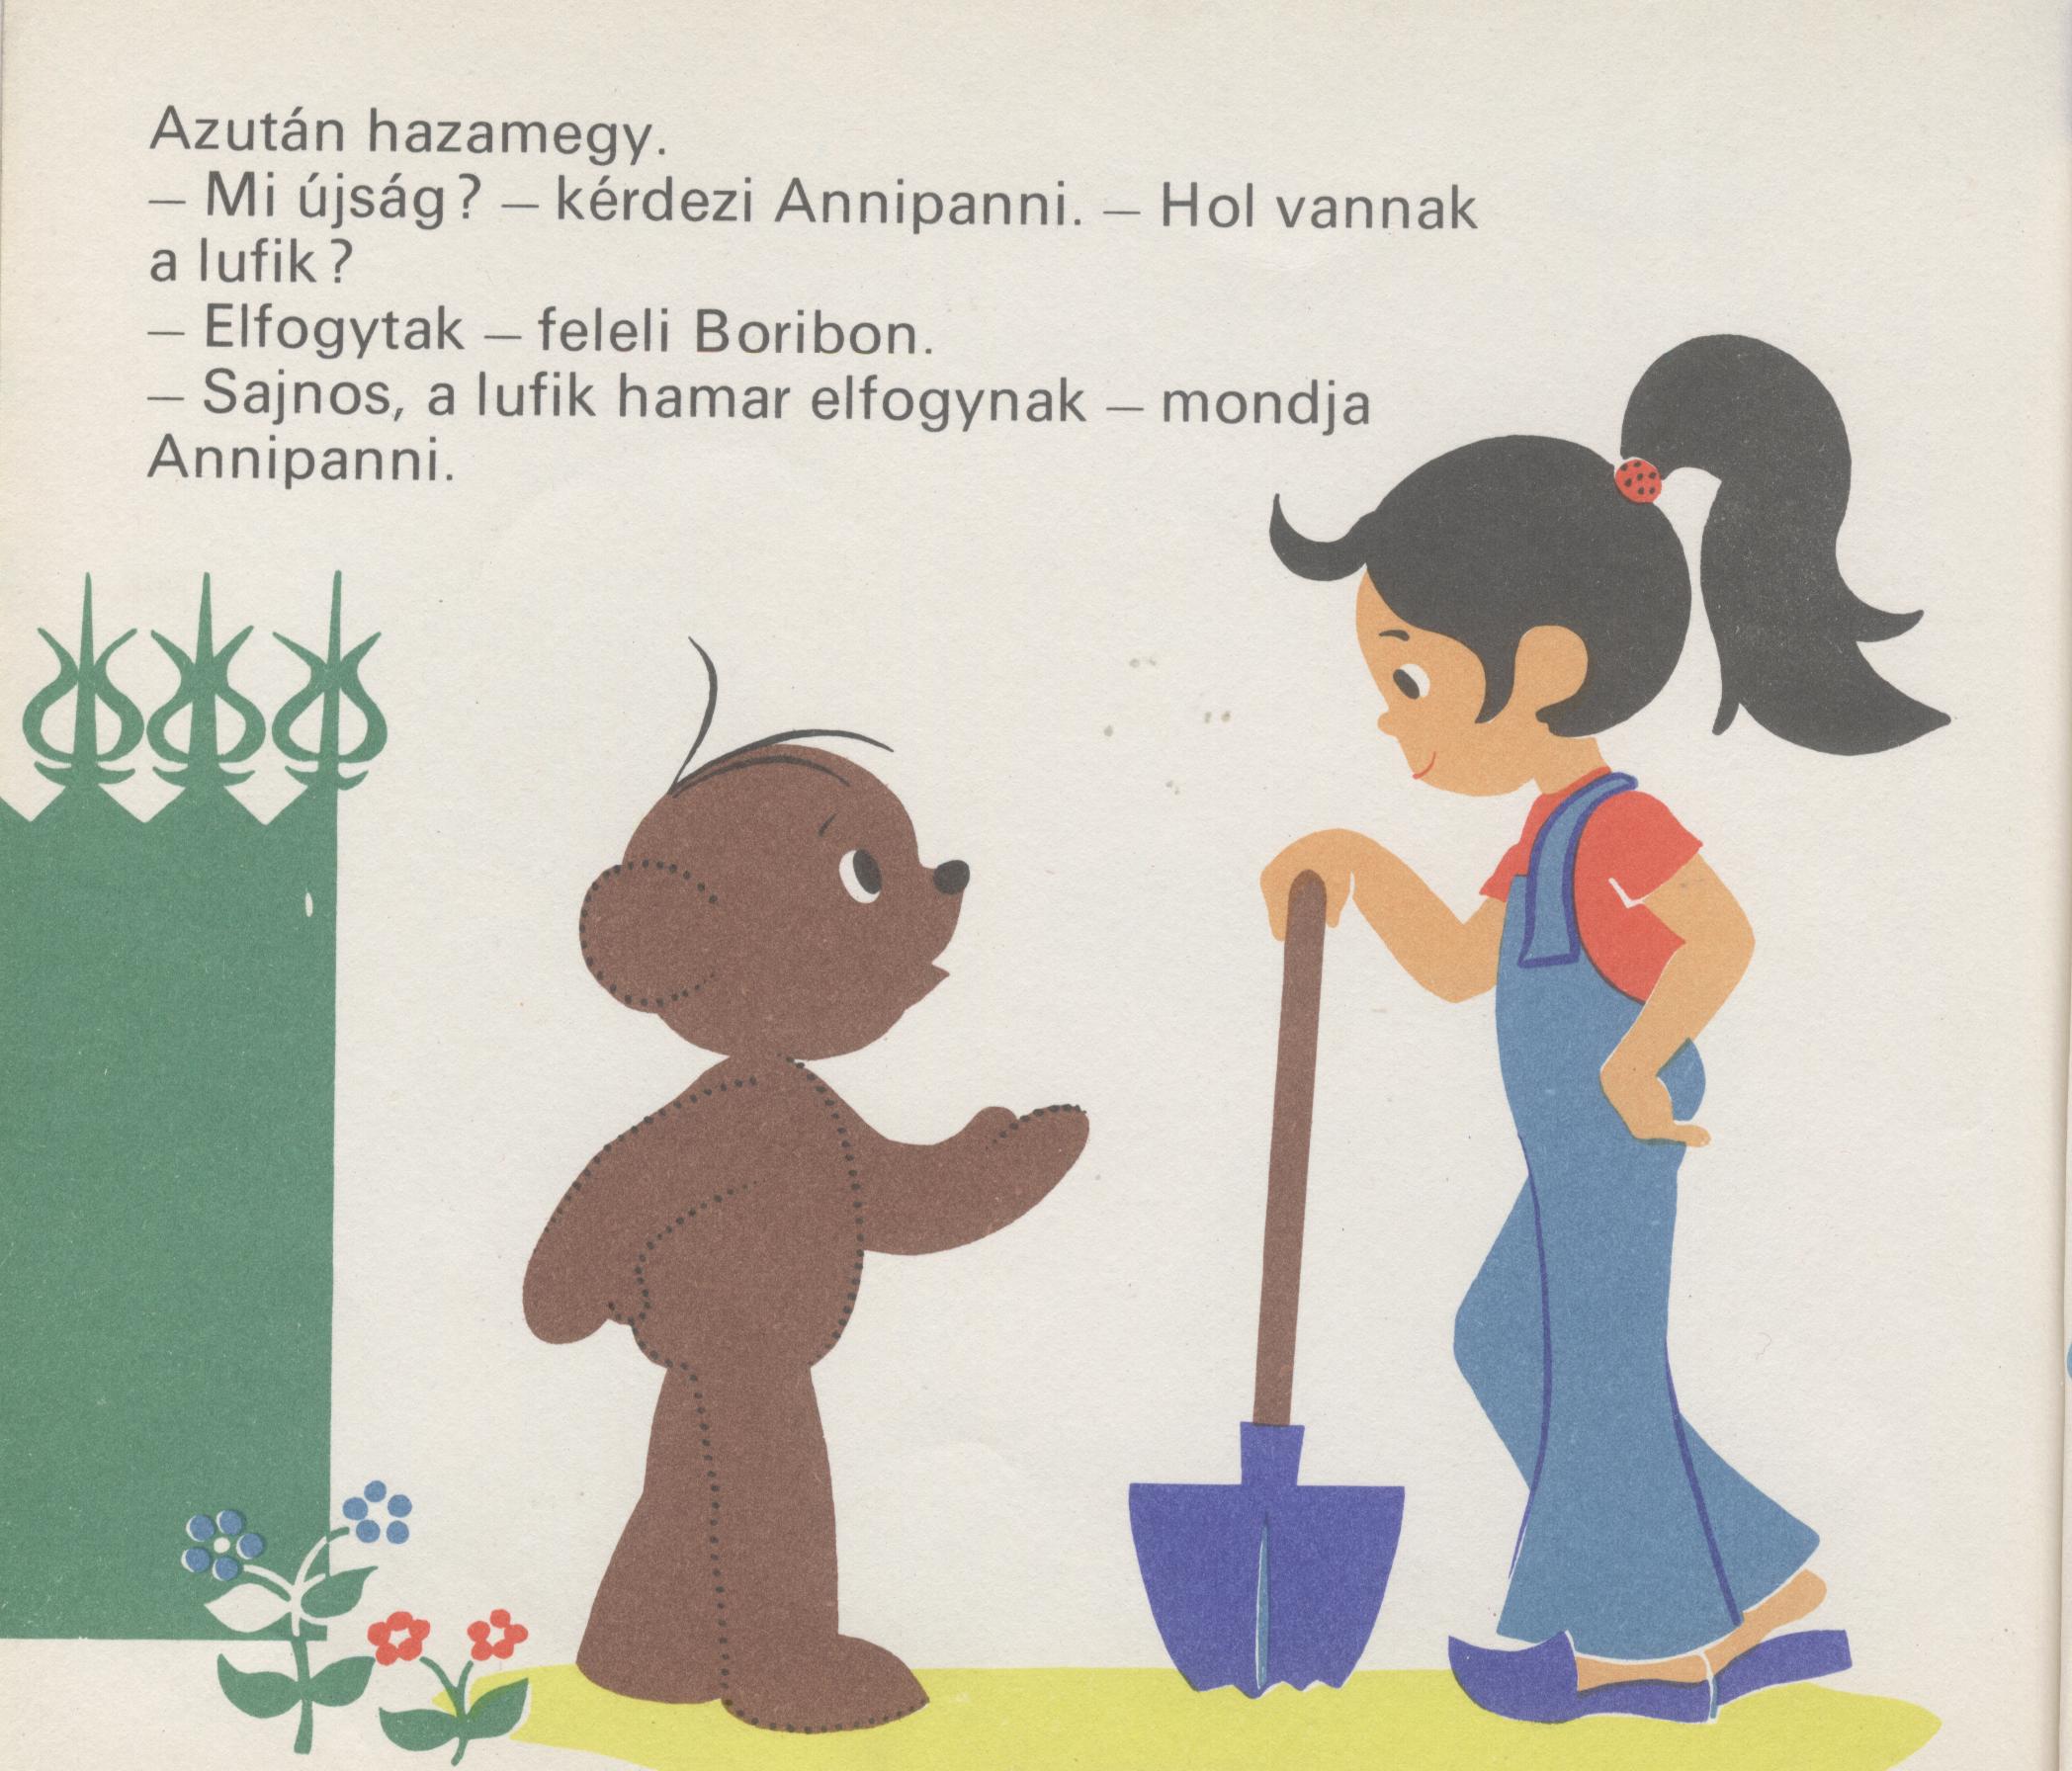 Azután hazamegy.
— Mi újság? — kérdezi Annipanni. — Hol vannak
a lufik?
— Elfogytak — feleli Boribon.
— Sajnos, a lufik hamar elfogynak — mondja
Annipanni.